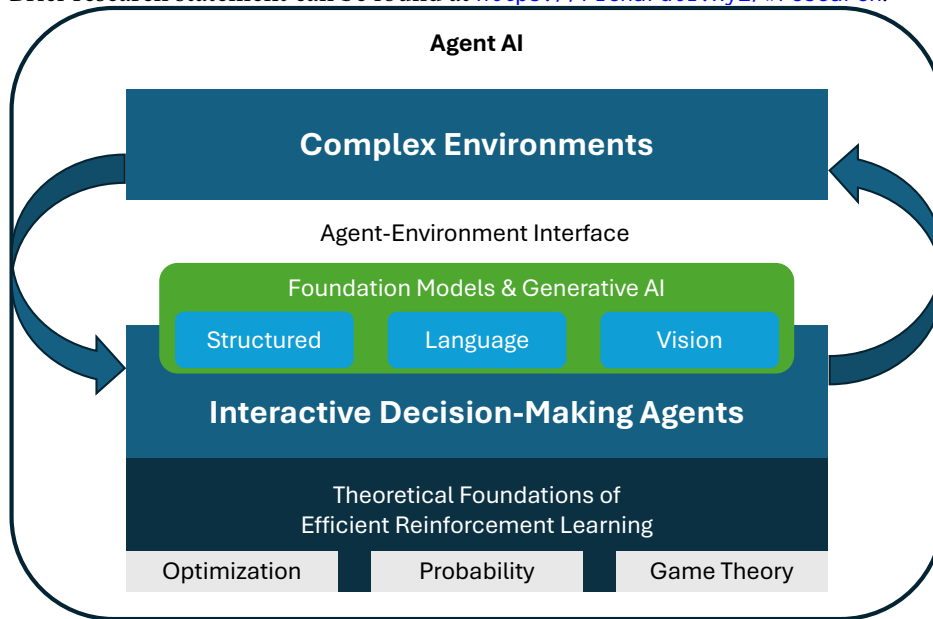 Agent AI
Complex Environments
Agent-Environment Interface
Foundation Models & Generative AI
Structured
Language
Vision
Interactive Decision-Making Agents
Theoretical Foundations of
Efficient Reinforcement Learning
Optimization
Probability
Game Theory